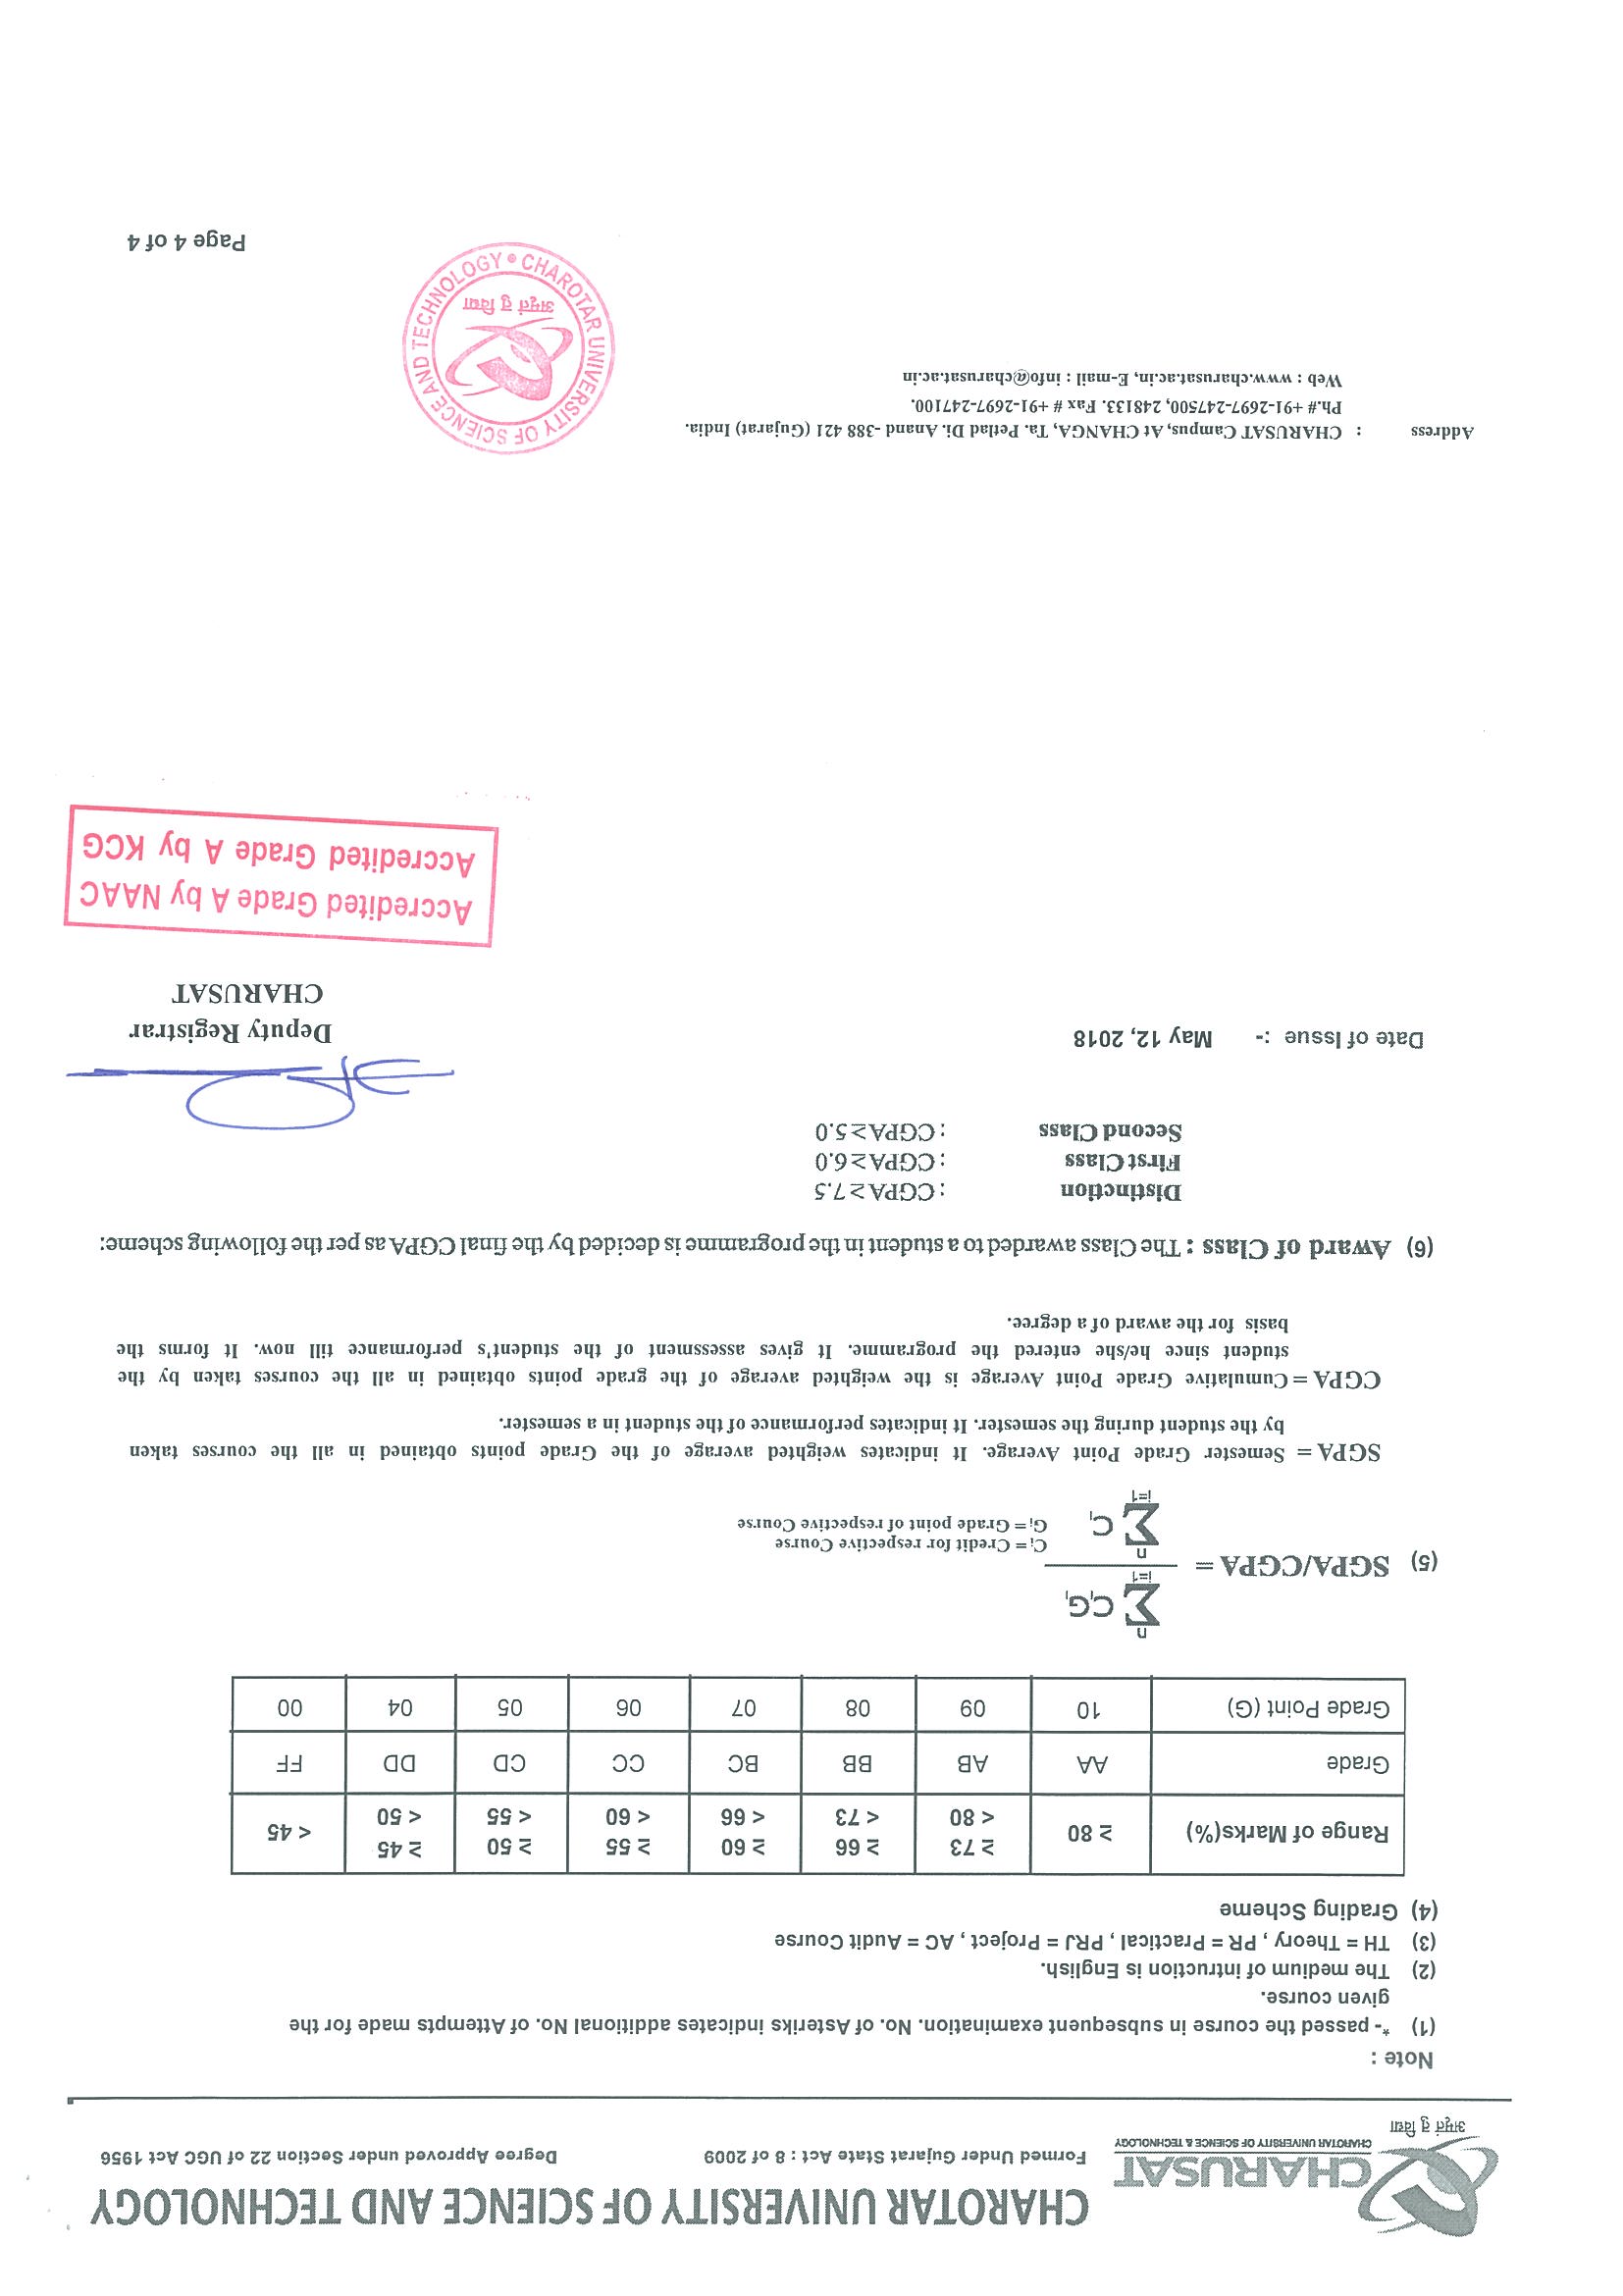 CHARUSAT
CHAROTAR UNIVERSITY OF SCIENCE & TECHNOLOGY
अमृतं तु विद्या
CHAROTAR UNIVERSITY OF SCIENCE AND TECHNOLOGY
Formed Under Gujarat State Act : 8 of 2009 Degree Approved under Section 22 of UGC Act 1956
Note :
(1) *- passed the course in subsequent examination. No. of Asteriks indicates additional No. of Attempts made for the
given course.
(2) The medium of intruction is English.
(3) TH = Theory , PR = Practical , PRJ = Project , AC = Audit Course
(4) Grading Scheme
Range of Marks(%) ≥ 80 ≥ 73 < 80 ≥ 66 < 73 ≥ 60 < 66 ≥ 55 < 60 ≥ 50 < 55 ≥ 45 < 50 < 45
Grade AA AB BB BC CC CD DD FF
Grade Point (G) 10 09 08 07 06 05 04 00
(5) SGPA/CGPA = n ∑ i=1 CᵢGᵢ / n ∑ i=1 Cᵢ
Cᵢ = Credit for respective Course
Gᵢ = Grade point of respective Course
SGPA = Semester Grade Point Average. It indicates weighted average of the Grade points obtained in all the courses taken
by the student during the semester. It indicates performance of the student in a semester.
CGPA = Cumulative Grade Point Average is the weighted average of the grade points obtained in all the courses taken by the
student since he/she entered the programme. It gives assessment of the student's performance till now. It forms the
basis for the award of a degree.
(6) Award of Class : The Class awarded to a student in the programme is decided by the final CGPA as per the following scheme:
Distinction : CGPA ≥ 7.5
First Class : CGPA ≥ 6.0
Second Class : CGPA ≥ 5.0
Date of Issue :- May 12, 2018
Deputy Registrar
CHARUSAT
Accredited Grade A by NAAC
Accredited Grade A by KCG
Address : CHARUSAT Campus, At CHANGA, Ta. Petlad Di. Anand -388 421 (Gujarat) India.
Ph.# +91-2697-247500, 248133. Fax # +91-2697-247100.
Web : www.charusat.ac.in, E-mail : info@charusat.ac.in
CHAROTAR UNIVERSITY OF SCIENCE AND TECHNOLOGY
अमृतं तु विद्या
Page 4 of 4